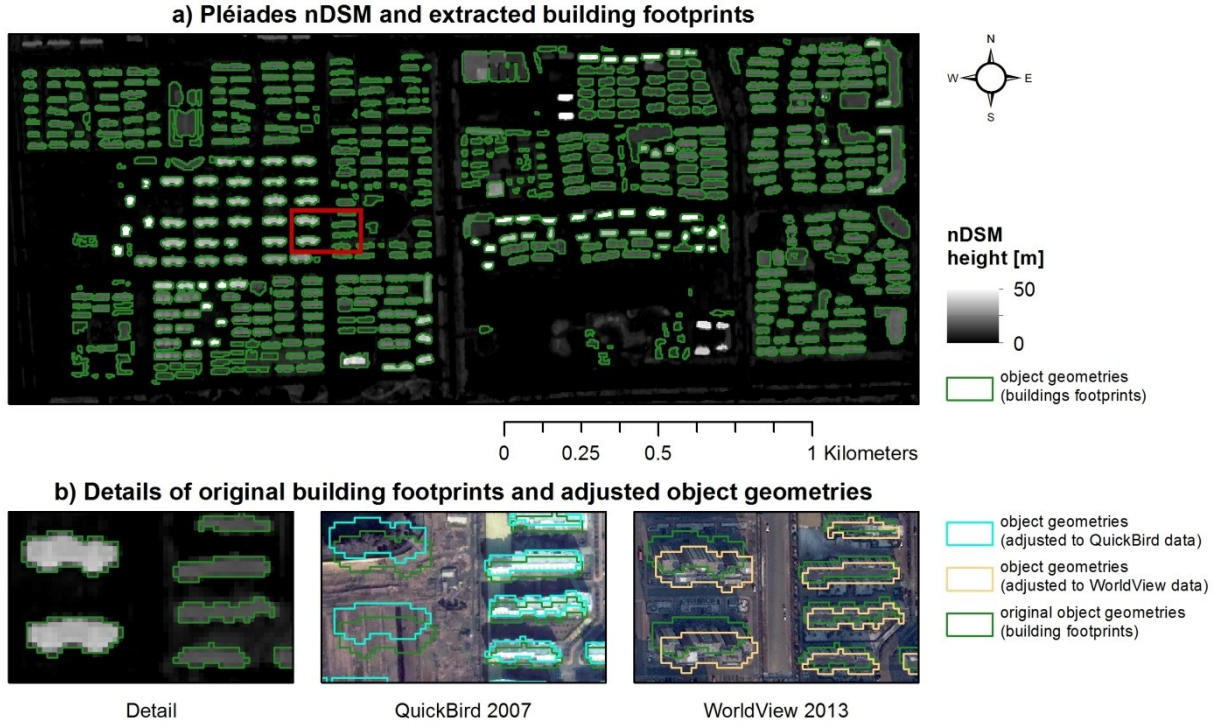 a) Pléiades nDSM and extracted building footprints
N
W E
S
nDSM
height [m]
50
0
object geometries
(buildings footprints)
0 0.25 0.5 1 Kilometers
b) Details of original building footprints and adjusted object geometries
object geometries
(adjusted to QuickBird data)
object geometries
(adjusted to WorldView data)
original object geometries
(building footprints)
Detail QuickBird 2007 WorldView 2013